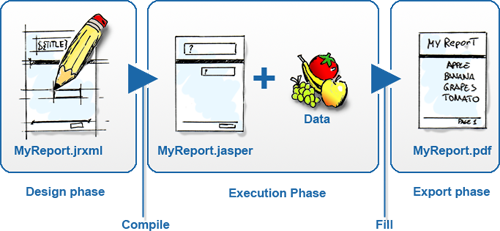 ${TITLE}
MyReport.jrxml
Design phase
?
?
+
MyReport.jasper
Data
Execution Phase
MY REPORT
APPLE
BANANA
GRAPES
TOMATO
PAGE 1
MyReport.pdf
Export phase
Compile
Fill